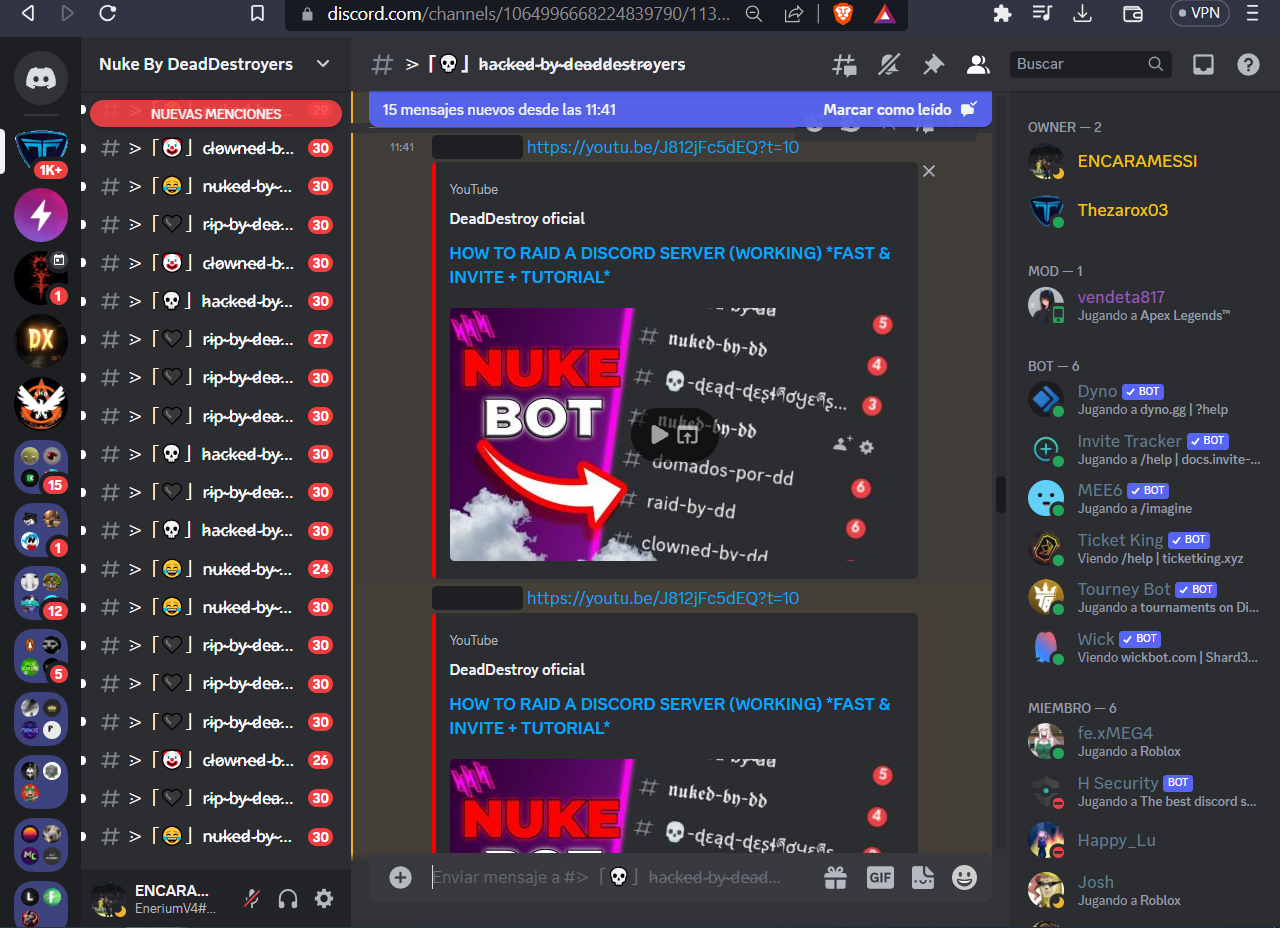 discord.com/channels/1064996668224839790/113...
VPN
Nuke By DeadDestroyers
NUEVAS MENCIONES
29
# > 「🤡」 clowned-b... 30
# > 「😂」 nuked-by-... 30
# > 「🖤」 rip-by-dea... 30
# > 「🤡」 clowned-b... 30
# > 「💀」 hacked-by... 30
# > 「🖤」 rip-by-dea... 27
# > 「🖤」 rip-by-dea... 30
# > 「🖤」 rip-by-dea... 30
# > 「💀」 hacked-by... 30
# > 「🖤」 rip-by-dea... 30
# > 「💀」 hacked-by... 30
# > 「😂」 nuked-by-... 24
# > 「😂」 nuked-by-... 30
# > 「🖤」 rip-by-dea... 30
# > 「🖤」 rip-by-dea... 30
# > 「🖤」 rip-by-dea... 30
# > 「🤡」 clowned-b... 26
# > 「🖤」 rip-by-dea... 30
# > 「😂」 nuked-by-... 30
1K+
1
DX
15
1
12
5
ENCARA...
EneriumV4#...
# > 「💀」 hacked-by-deaddestroyers
Buscar
15 mensajes nuevos desde las 11:41 Marcar como leído
11:41 https://youtu.be/J812jFc5dEQ?t=10
YouTube
DeadDestroy oficial
HOW TO RAID A DISCORD SERVER (WORKING) *FAST &
INVITE + TUTORIAL*
NUKE
BOT
# nuked-by-dd
# 💀-dead-destroyers...
# nuked-by-dd
# domados-por-dd
# raid-by-dd
# clowned-by-dd
5
4
3
6
6
https://youtu.be/J812jFc5dEQ?t=10
YouTube
DeadDestroy oficial
HOW TO RAID A DISCORD SERVER (WORKING) *FAST &
INVITE + TUTORIAL*
NUKE
# nuked-by-dd
# 💀-dead-destroyers
5
4
Enviar mensaje a #> 「💀」 hacked-by-dead...
GIF
OWNER — 2
ENCARAMESSI
Thezarox03
MOD — 1
vendeta817
Jugando a Apex Legends™
BOT — 6
Dyno ✓ BOT
Jugando a dyno.gg | ?help
Invite Tracker ✓ BOT
Jugando a /help | docs.invite-...
MEE6 ✓ BOT
Jugando a /imagine
Ticket King ✓ BOT
Viendo /help | ticketking.xyz
Tourney Bot ✓ BOT
Jugando a tournaments on Di...
Wick ✓ BOT
Viendo wickbot.com | Shard3...
MIEMBRO — 6
fe.xMEG4
Jugando a Roblox
H Security BOT
Jugando a The best discord s...
Happy_Lu
Josh
Jugando a Roblox